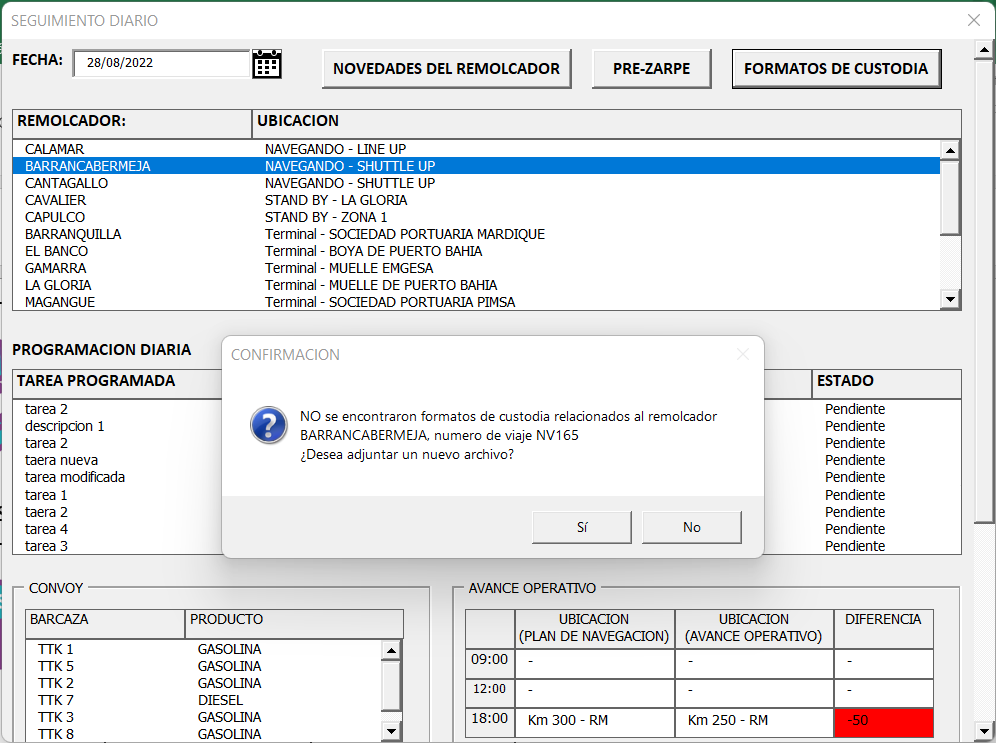 SEGUIMIENTO DIARIO
FECHA: 28/08/2022 NOVEDADES DEL REMOLCADOR PRE-ZARPE FORMATOS DE CUSTODIA
REMOLCADOR: UBICACION
CALAMAR NAVEGANDO - LINE UP
BARRANCABERMEJA NAVEGANDO - SHUTTLE UP
CANTAGALLO NAVEGANDO - SHUTTLE UP
CAVALIER STAND BY - LA GLORIA
CAPULCO STAND BY - ZONA 1
BARRANQUILLA Terminal - SOCIEDAD PORTUARIA MARDIQUE
EL BANCO Terminal - BOYA DE PUERTO BAHIA
GAMARRA Terminal - MUELLE EMGESA
LA GLORIA Terminal - MUELLE DE PUERTO BAHIA
MAGANGUE Terminal - SOCIEDAD PORTUARIA PIMSA
PROGRAMACION DIARIA
TAREA PROGRAMADA ESTADO
tarea 2 Pendiente
descripcion 1 Pendiente
tarea 2 Pendiente
taera nueva Pendiente
tarea modificada Pendiente
tarea 1 Pendiente
taera 2 Pendiente
tarea 4 Pendiente
tarea 3 Pendiente
CONFIRMACION
NO se encontraron formatos de custodia relacionados al remolcador
BARRANCABERMEJA, numero de viaje NV165
¿Desea adjuntar un nuevo archivo?
Sí No
CONVOY
BARCAZA PRODUCTO
TTK 1 GASOLINA
TTK 5 GASOLINA
TTK 2 GASOLINA
TTK 7 DIESEL
TTK 3 GASOLINA
TTK 8 GASOLINA
AVANCE OPERATIVO
UBICACION (PLAN DE NAVEGACION) UBICACION (AVANCE OPERATIVO) DIFERENCIA
09:00 - - -
12:00 - - -
18:00 Km 300 - RM Km 250 - RM -50